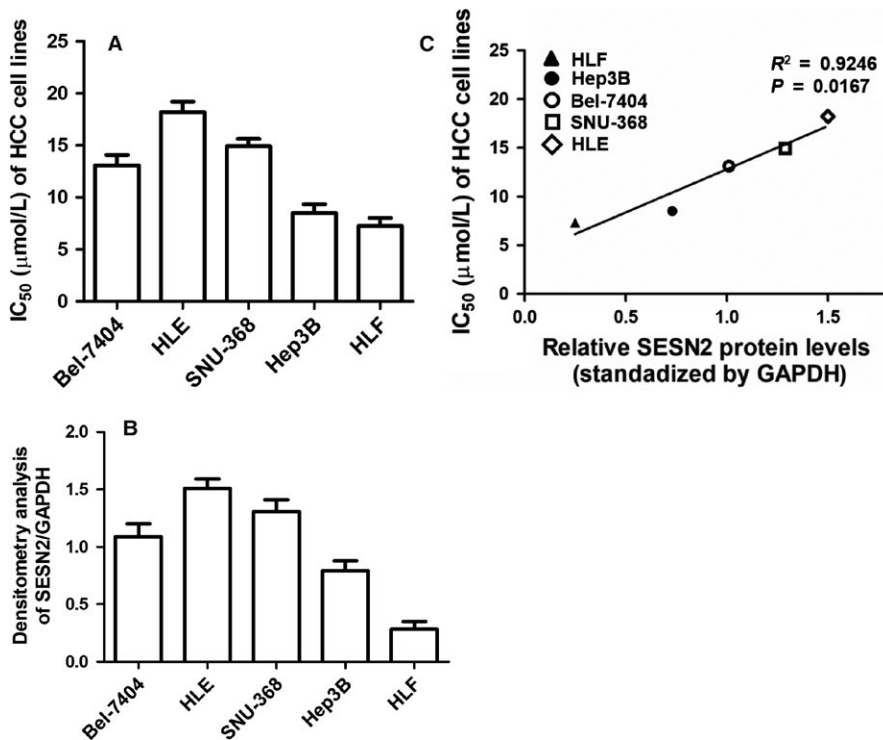 A
IC50 (μmol/L) of HCC cell lines
25
20
15
10
5
0
Bel-7404
HLE
SNU-368
Hep3B
HLF
C
IC50 (μmol/L) of HCC cell lines
25
20
15
10
5
0
HLF
Hep3B
Bel-7404
SNU-368
HLE
R² = 0.9246
P = 0.0167
0.0
0.5
1.0
1.5
Relative SESN2 protein levels
(standadized by GAPDH)
B
Densitometry analysis
of SESN2/GAPDH
2.0
1.5
1.0
0.5
0.0
Bel-7404
HLE
SNU-368
Hep3B
HLF